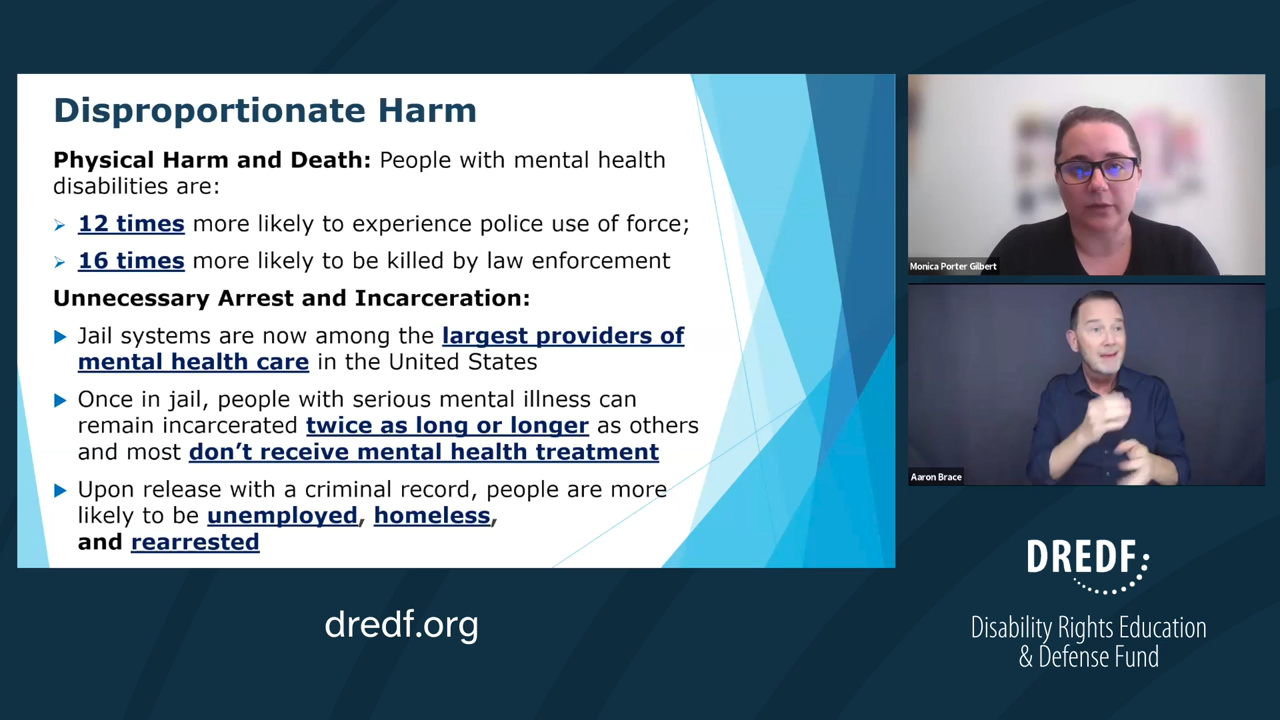 Disproportionate Harm
Physical Harm and Death: People with mental health
disabilities are:
12 times more likely to experience police use of force;
16 times more likely to be killed by law enforcement
Unnecessary Arrest and Incarceration:
Jail systems are now among the largest providers of
mental health care in the United States
Once in jail, people with serious mental illness can
remain incarcerated twice as long or longer as others
and most don’t receive mental health treatment
Upon release with a criminal record, people are more
likely to be unemployed, homeless,
and rearrested
Monica Porter Gilbert
Aaron Brace
dredf.org
DREDF
Disability Rights Education
& Defense Fund